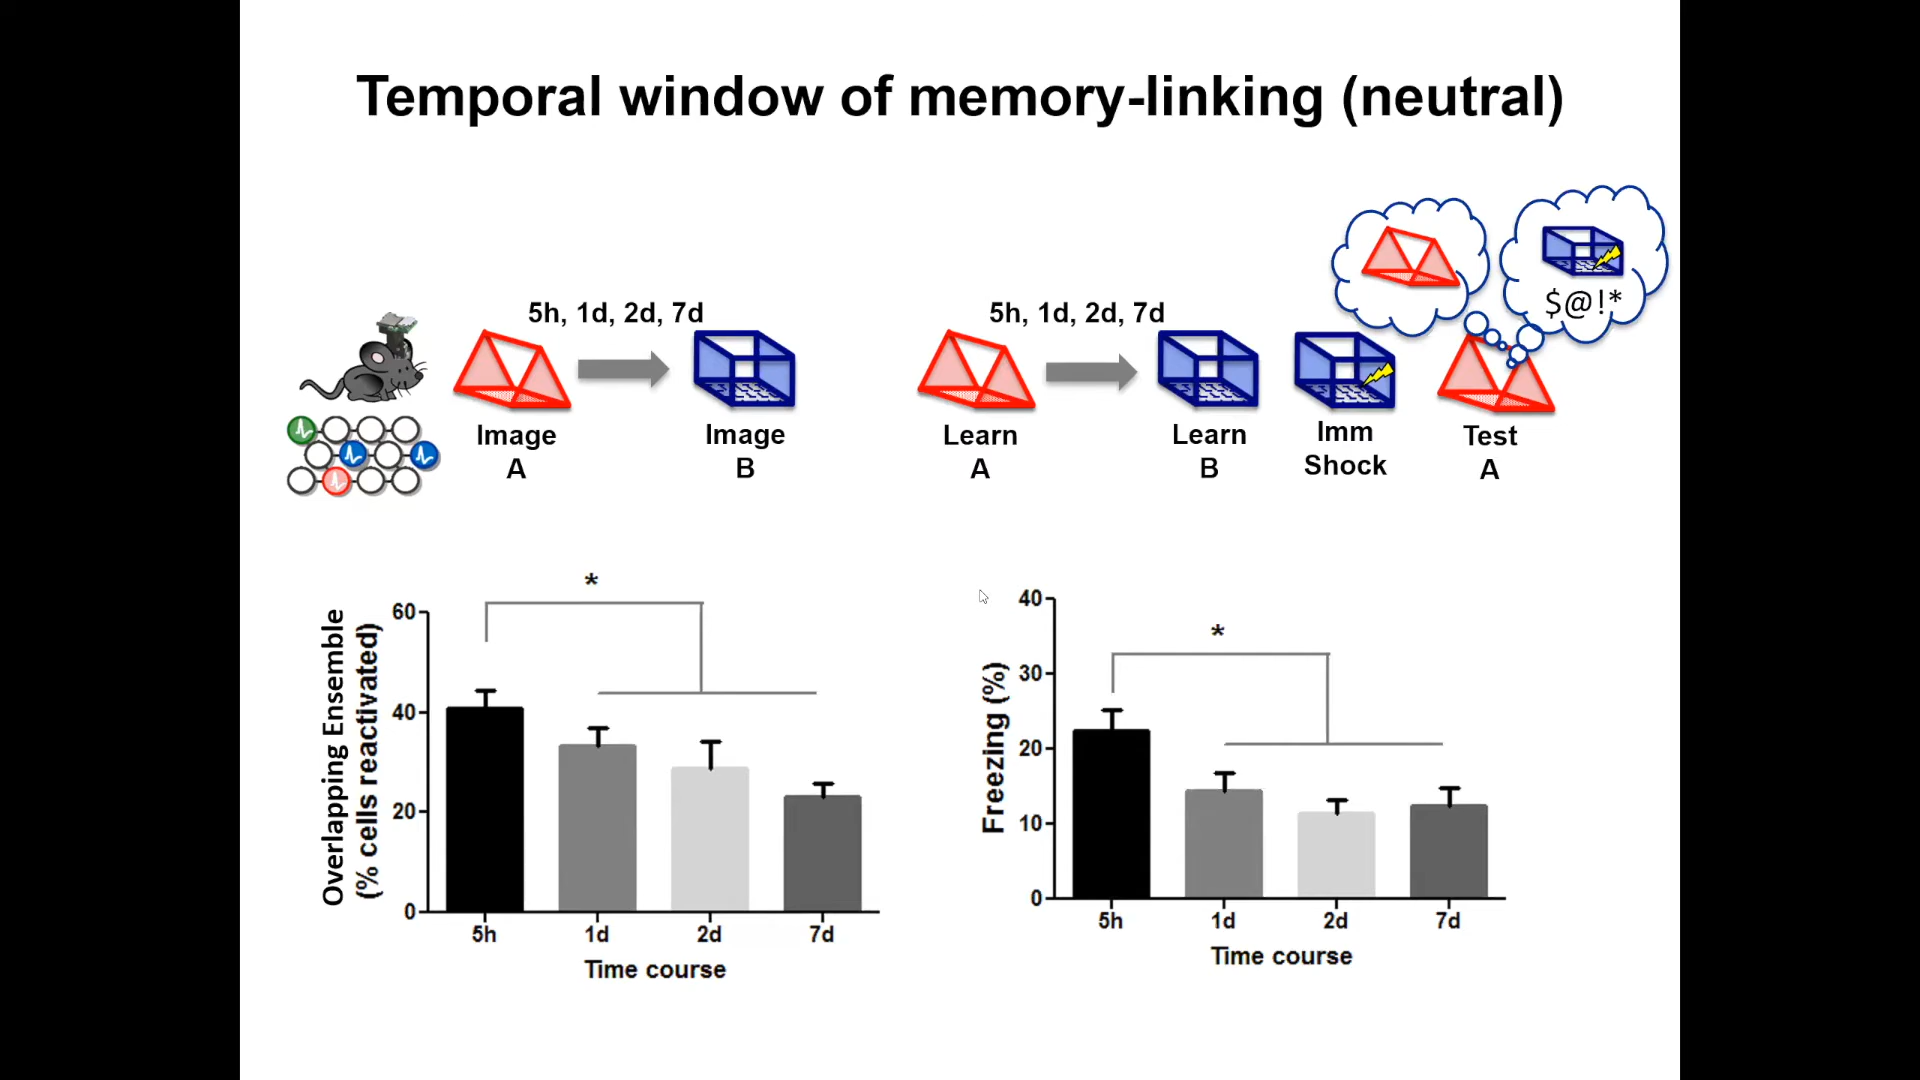 Temporal window of memory-linking (neutral)
$@!*
5h, 1d, 2d, 7d
Image
A
Image
B
5h, 1d, 2d, 7d
Learn
A
Learn
B
Imm
Shock
Test
A
Overlapping Ensemble
(% cells reactivated)
60
40
20
0
*
5h
1d
2d
7d
Time course
Freezing (%)
40
30
20
10
0
*
5h
1d
2d
7d
Time course